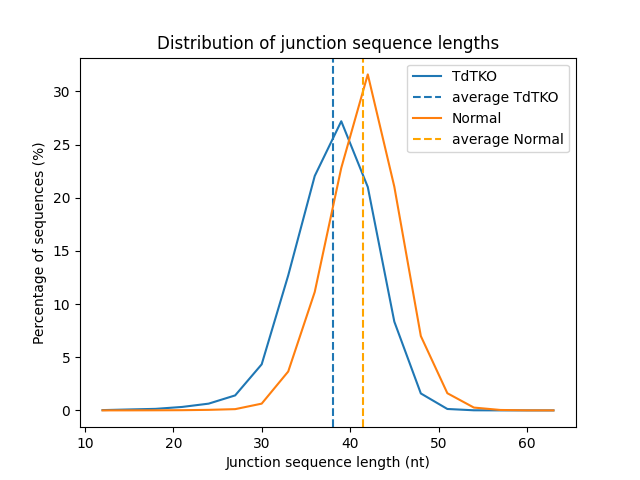 Distribution of junction sequence lengths
TdTKO
average TdTKO
Normal
average Normal
Percentage of sequences (%)
30
25
20
15
10
5
0
10 20 30 40 50 60
Junction sequence length (nt)